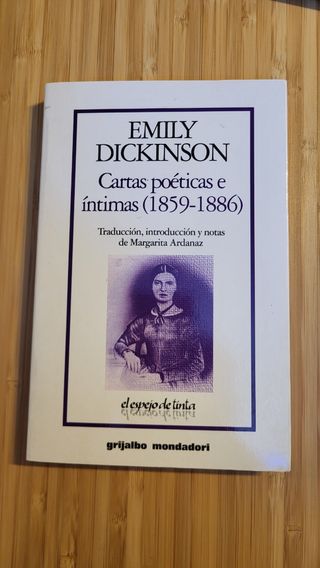 EMILY
DICKINSON
Cartas poéticas e
íntimas (1859-1886)
Traducción, introducción y notas
de Margarita Ardanaz
el espejo de tinta
grijalbo mondadori